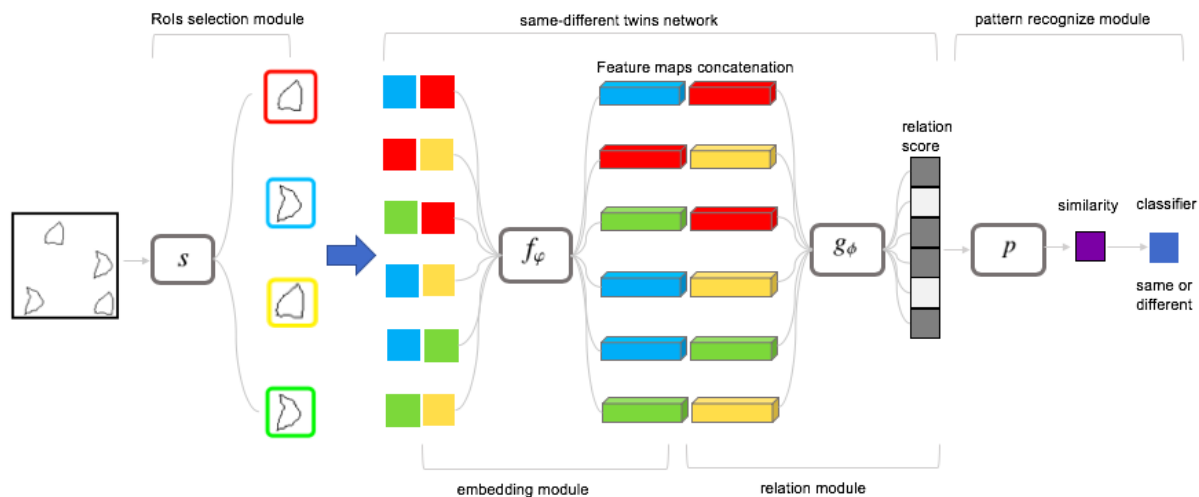 RoIs selection module
same-different twins network
pattern recognize module
Feature maps concatenation
relation
score
s
f_φ
g_ϕ
p
similarity
classifier
same or
different
embedding module
relation module